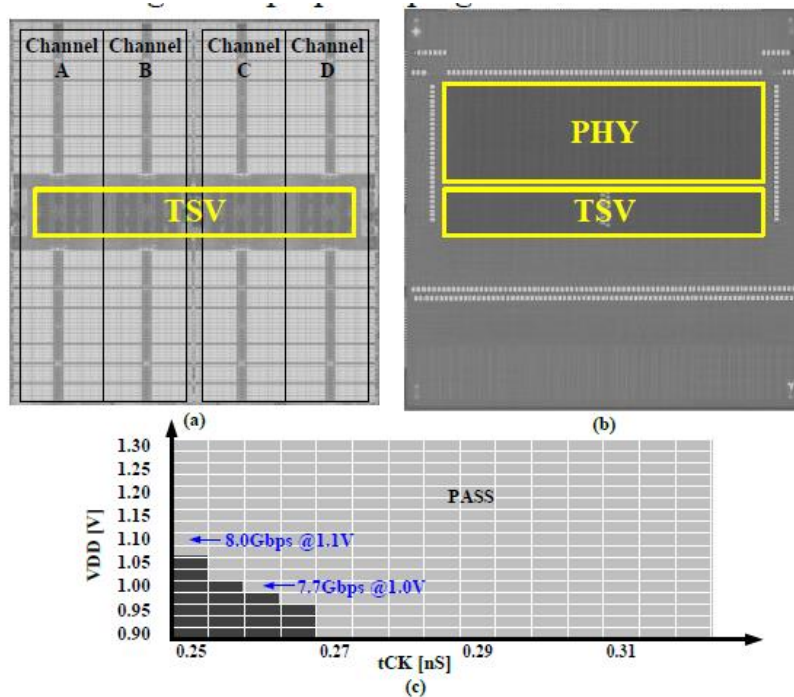 Channel Channel Channel Channel
A B C D
TSV
(a)
PHY
TSV
(b)
VDD [V]
1.30
1.25
1.20
1.15
1.10
1.05
1.00
0.95
0.90
PASS
8.0Gbps @1.1V
7.7Gbps @1.0V
0.25 0.27 0.29 0.31
tCK [nS]
(c)